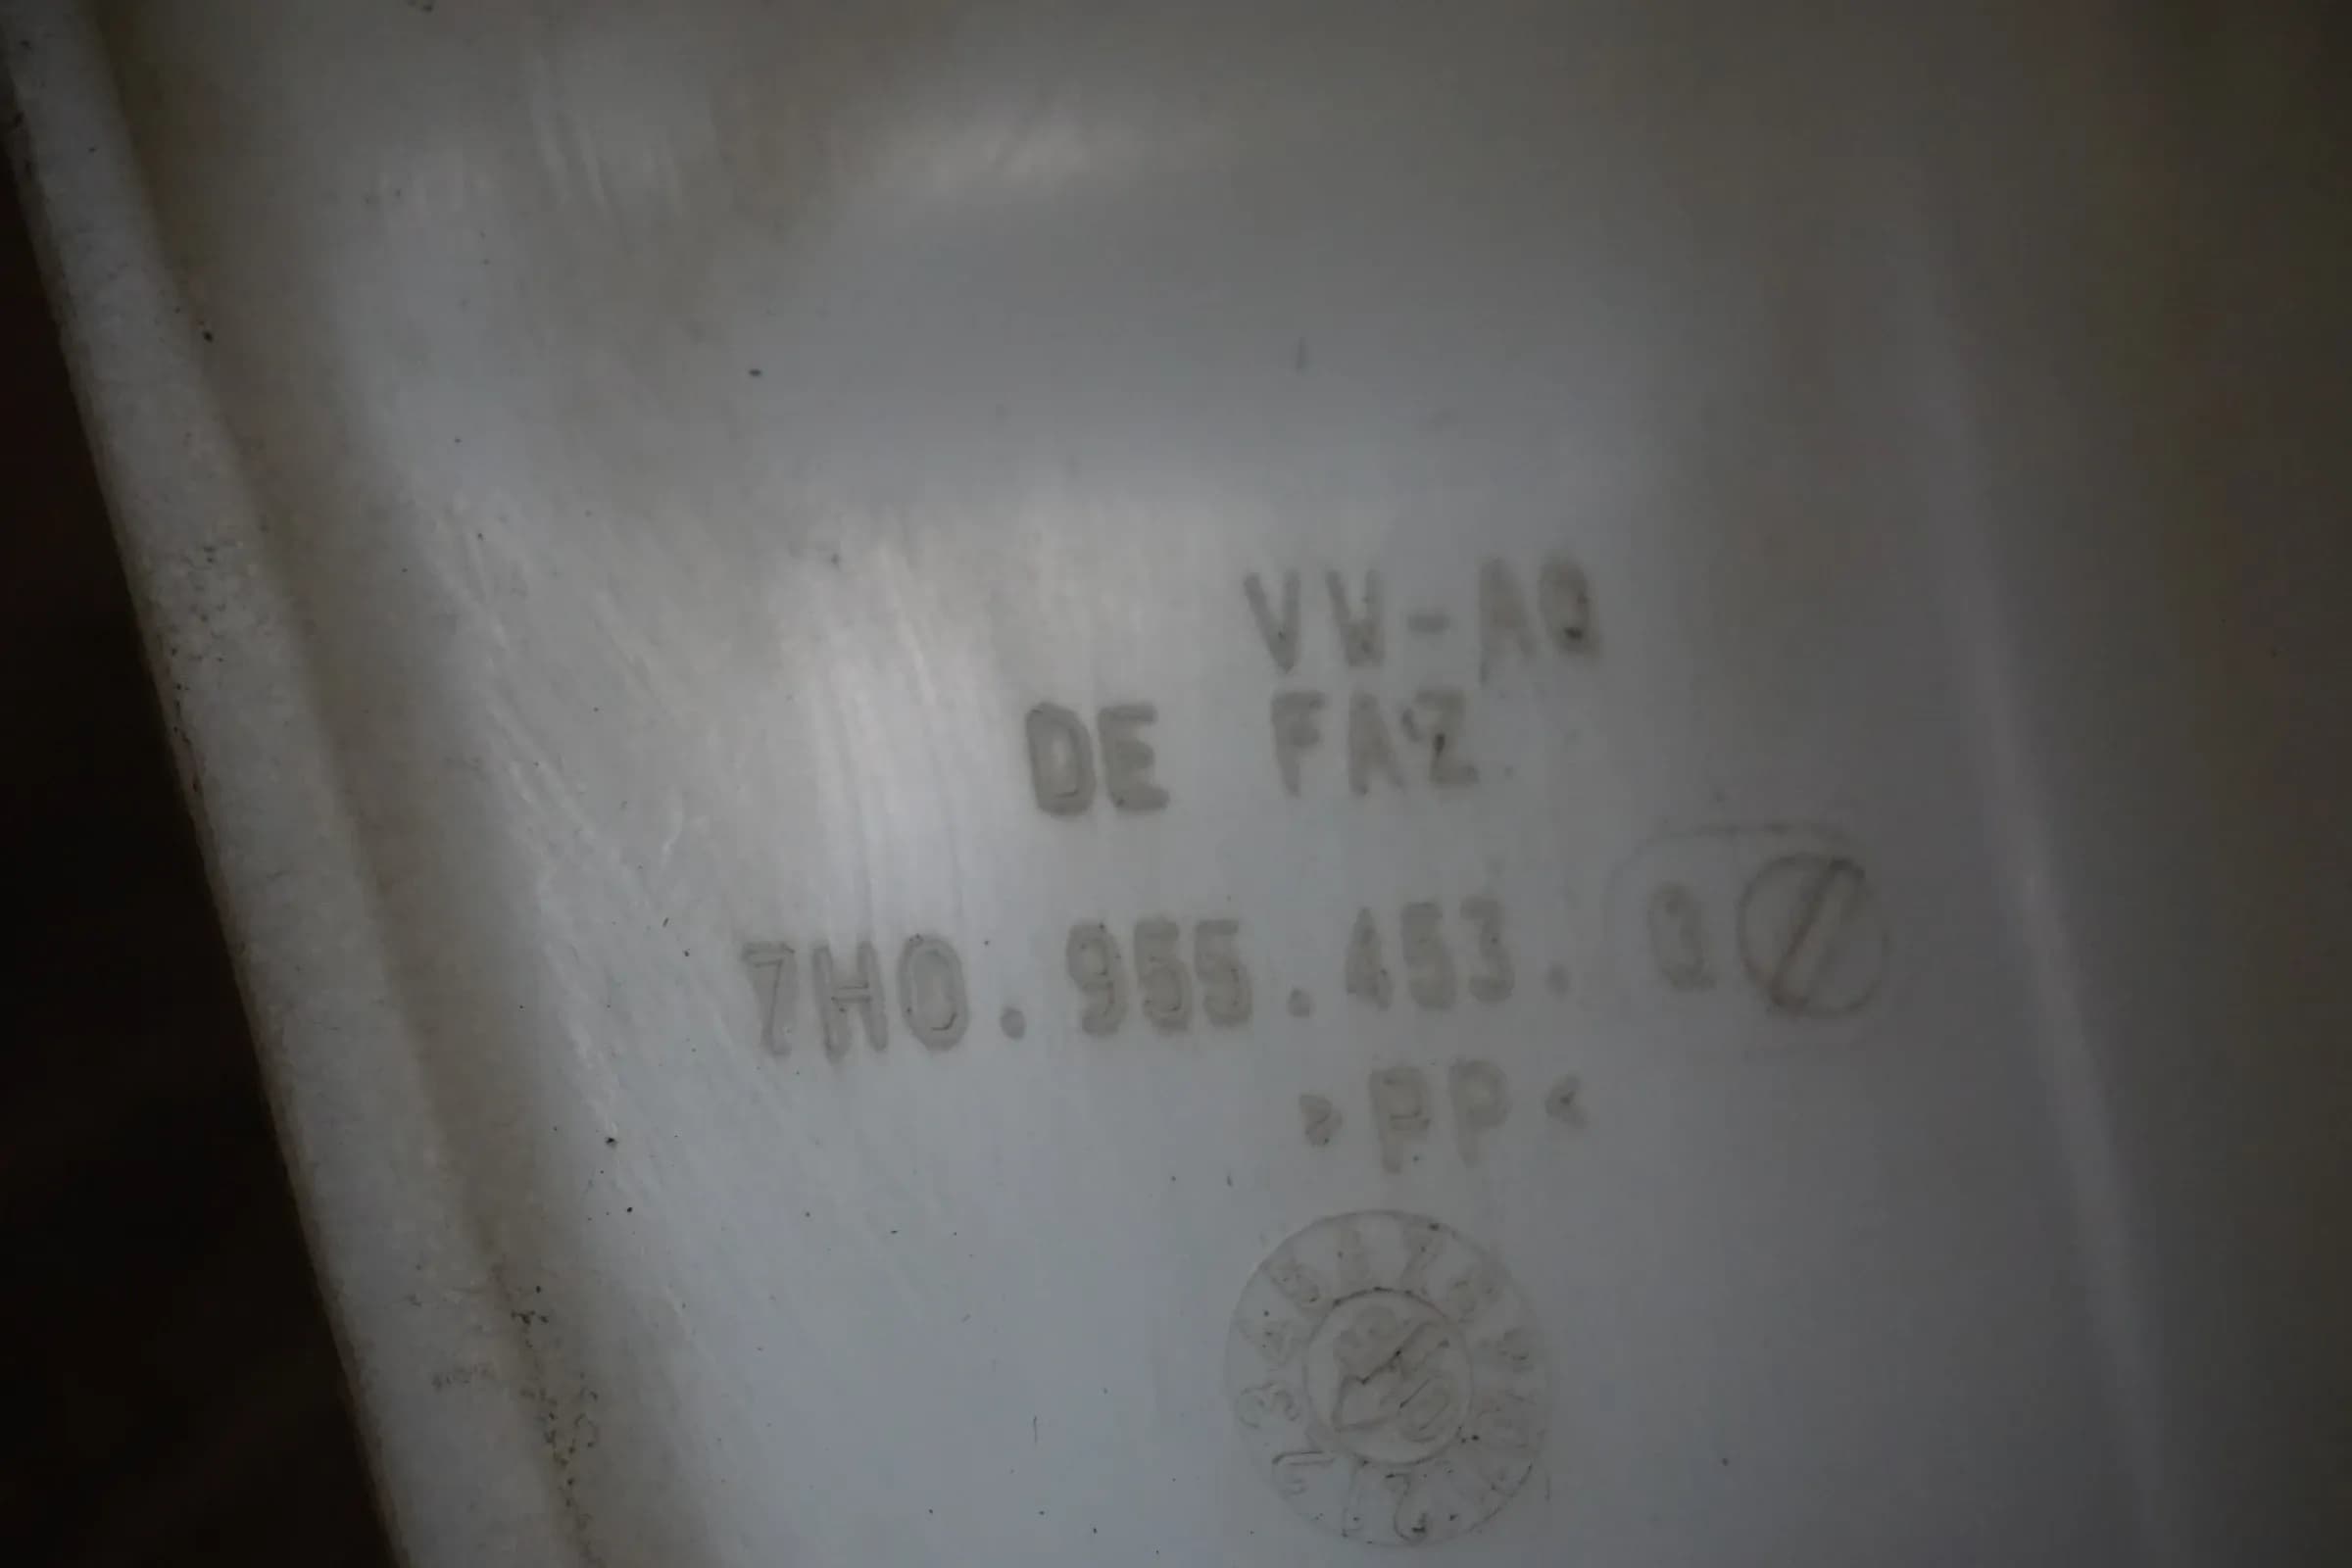 VW-AG
DE FAZ
7H0.955.453.
>PP<